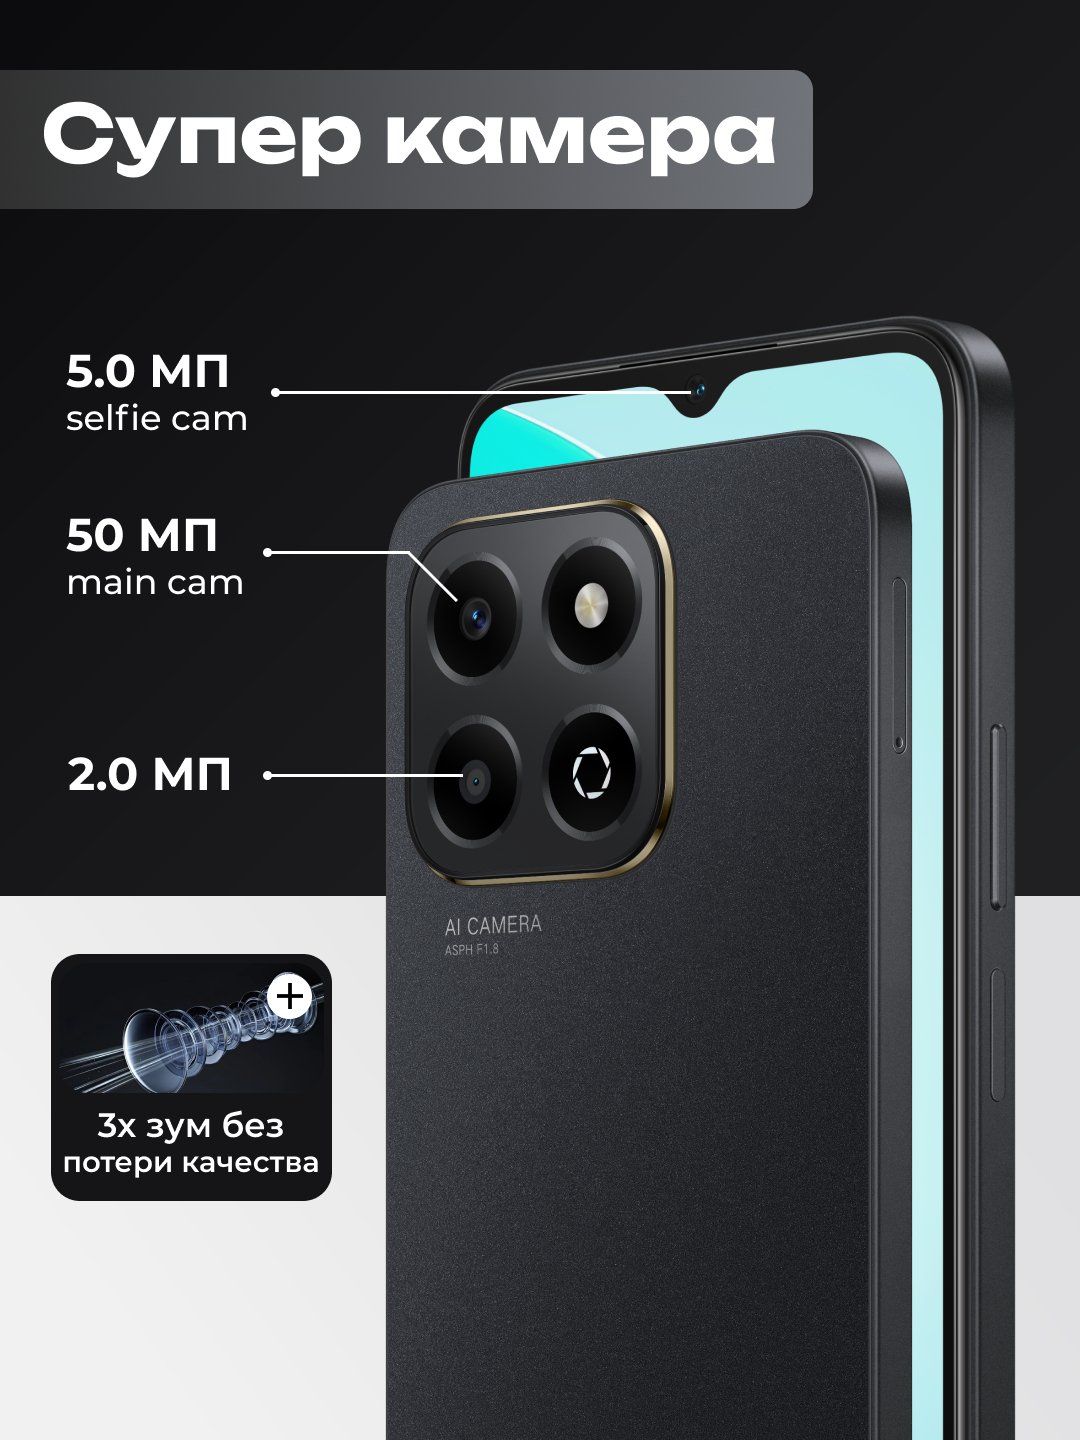 Супер камера
5.0 МП
selfie cam
50 МП
main cam
2.0 МП
AI CAMERA
ASPH F1.8
3х зум без
потери качества